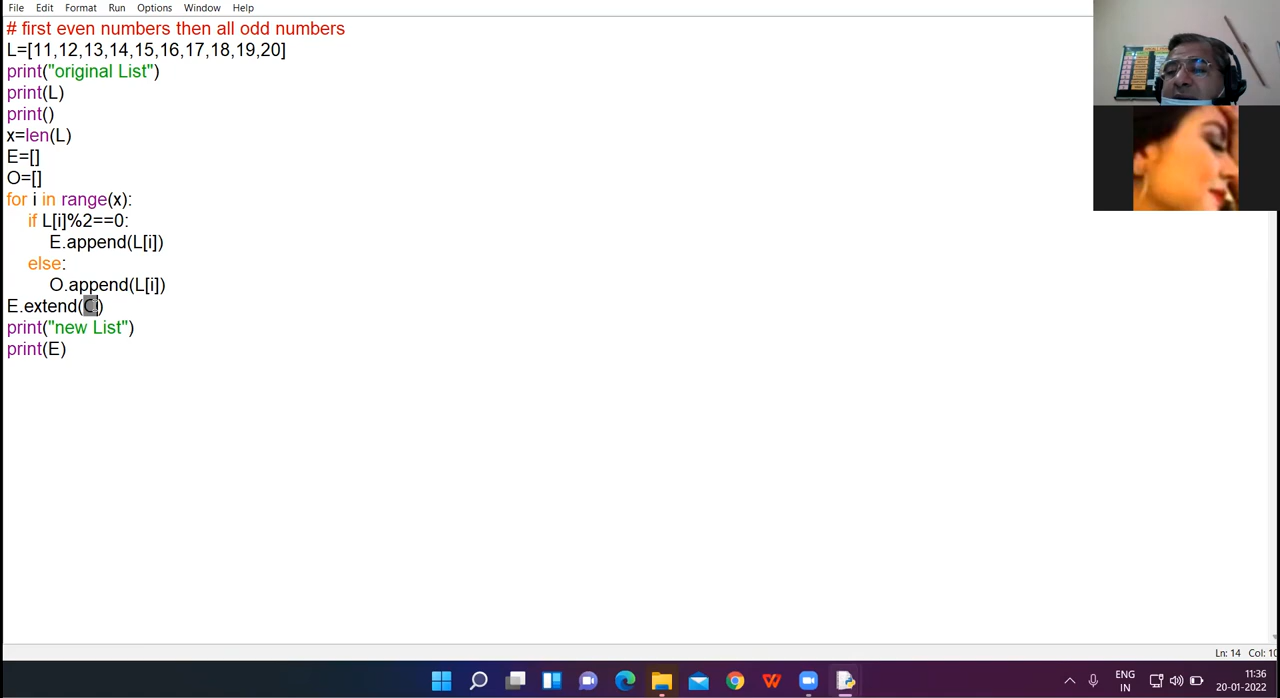 File Edit Format Run Options Window Help
# first even numbers then all odd numbers
L=[11,12,13,14,15,16,17,18,19,20]
print("original List")
print(L)
print()
x=len(L)
E=[]
O=[]
for i in range(x):
    if L[i]%2==0:
        E.append(L[i])
    else:
        O.append(L[i])
E.extend(O)
print("new List")
print(E)
Ln: 14 Col: 10
ENG
IN
11:36
20-01-2022